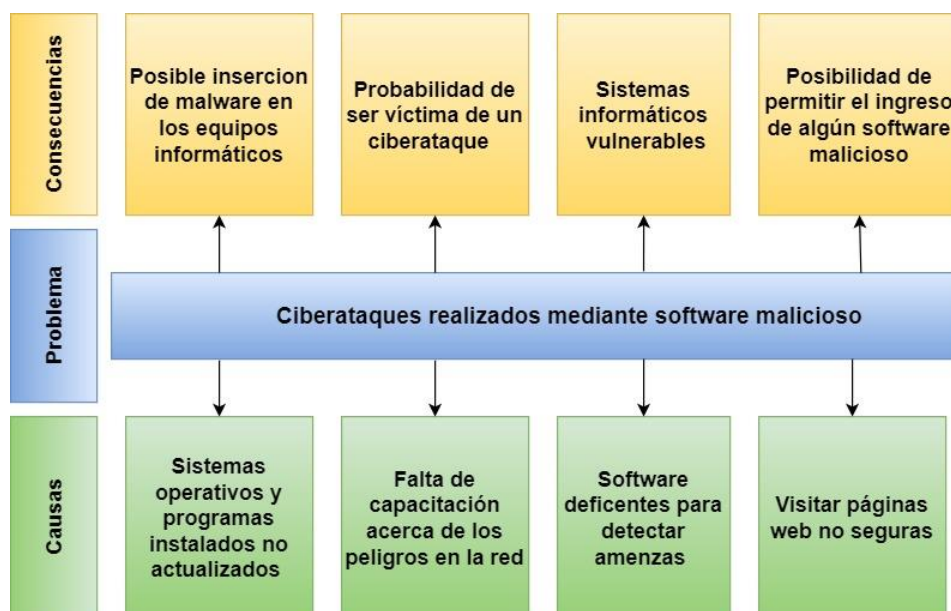 Consecuencias
Posible insercion
de malware en
los equipos
informáticos
Probabilidad de
ser víctima de un
ciberataque
Sistemas
informáticos
vulnerables
Posibilidad de
permitir el ingreso
de algún software
malicioso
Problema
Ciberataques realizados mediante software malicioso
Causas
Sistemas
operativos y
programas
instalados no
actualizados
Falta de
capacitación
acerca de los
peligros en la red
Software
deficentes para
detectar
amenzas
Visitar páginas
web no seguras